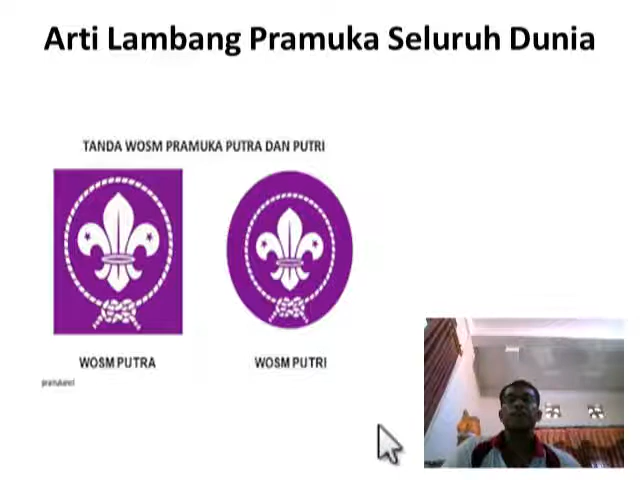 Arti Lambang Pramuka Seluruh Dunia
TANDA WOSM PRAMUKA PUTRA DAN PUTRI
WOSM PUTRA
WOSM PUTRI